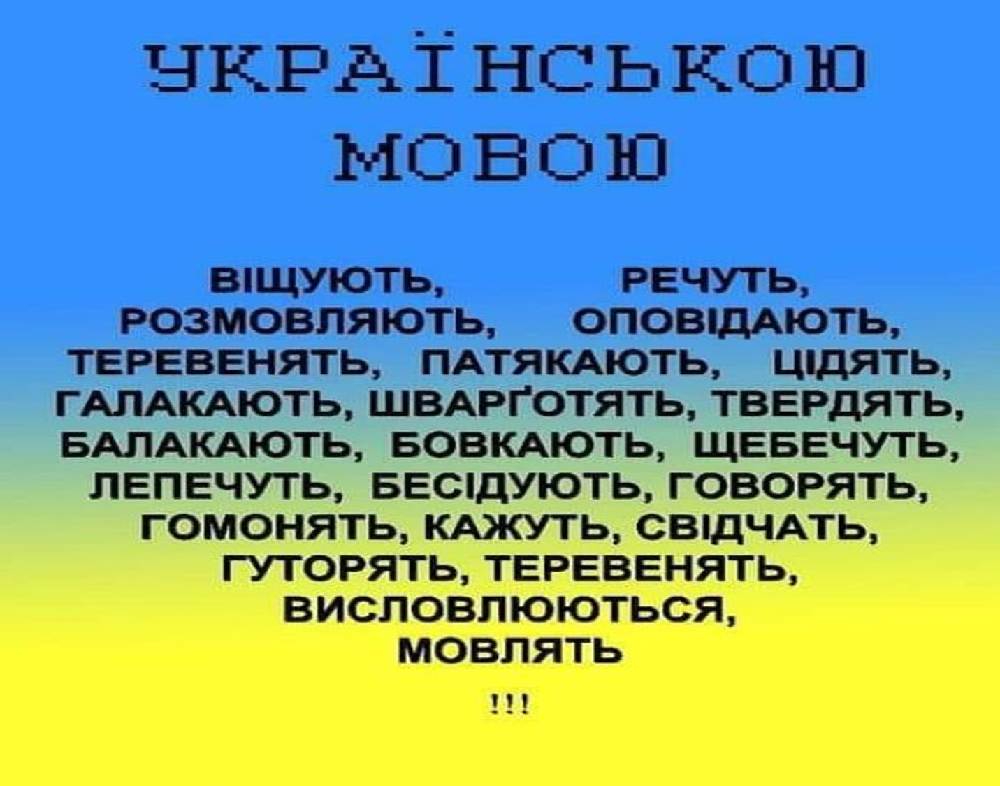 УКРАЇНСЬКОЮ
МОВОЮ
ВІЩУЮТЬ, РЕЧУТЬ,
РОЗМОВЛЯЮТЬ, ОПОВІДАЮТЬ,
ТЕРЕВЕНЯТЬ, ПАТЯКАЮТЬ, ЦІДЯТЬ,
ГАЛАКАЮТЬ, ШВАРҐОТЯТЬ, ТВЕРДЯТЬ,
БАЛАКАЮТЬ, БОВКАЮТЬ, ЩЕБЕЧУТЬ,
ЛЕПЕЧУТЬ, БЕСІДУЮТЬ, ГОВОРЯТЬ,
ГОМОНЯТЬ, КАЖУТЬ, СВІДЧАТЬ,
ГУТОРЯТЬ, ТЕРЕВЕНЯТЬ,
ВИСЛОВЛЮЮТЬСЯ,
МОВЛЯТЬ
!!!